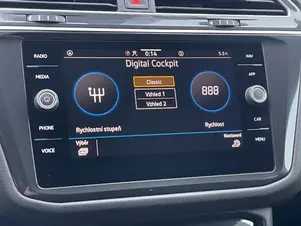 RADIO
0:14
NAV
Digital Cockpit
MEDIA
APP
Classic
Vzhled 1
888
Vzhled 2
PHONE
CAR
Rychlostní stupeň
Rychlost
VOICE
Výběr
Nastavení
MENU